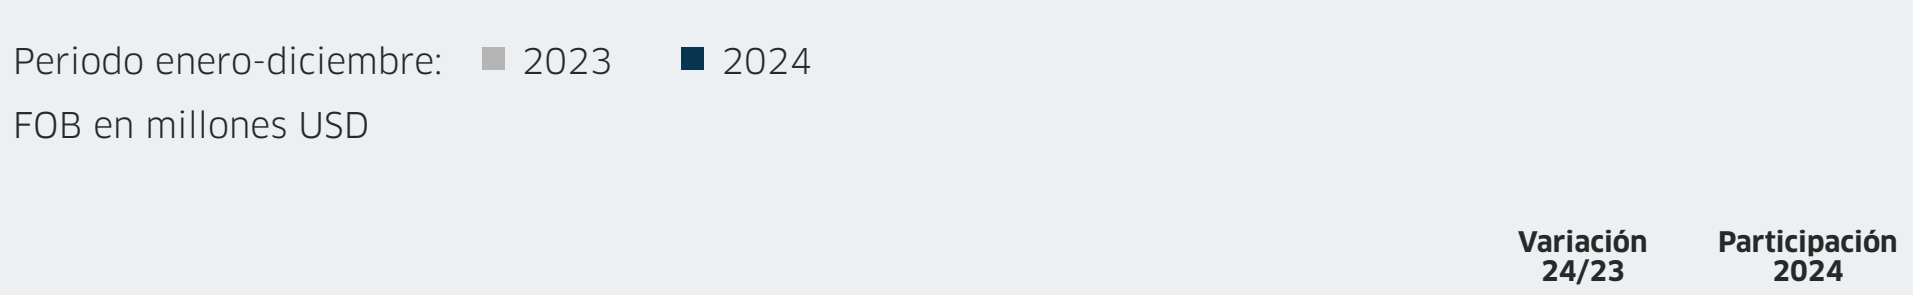 Periodo enero-diciembre: 2023 2024
FOB en millones USD
Variación Participación
24/23 2024